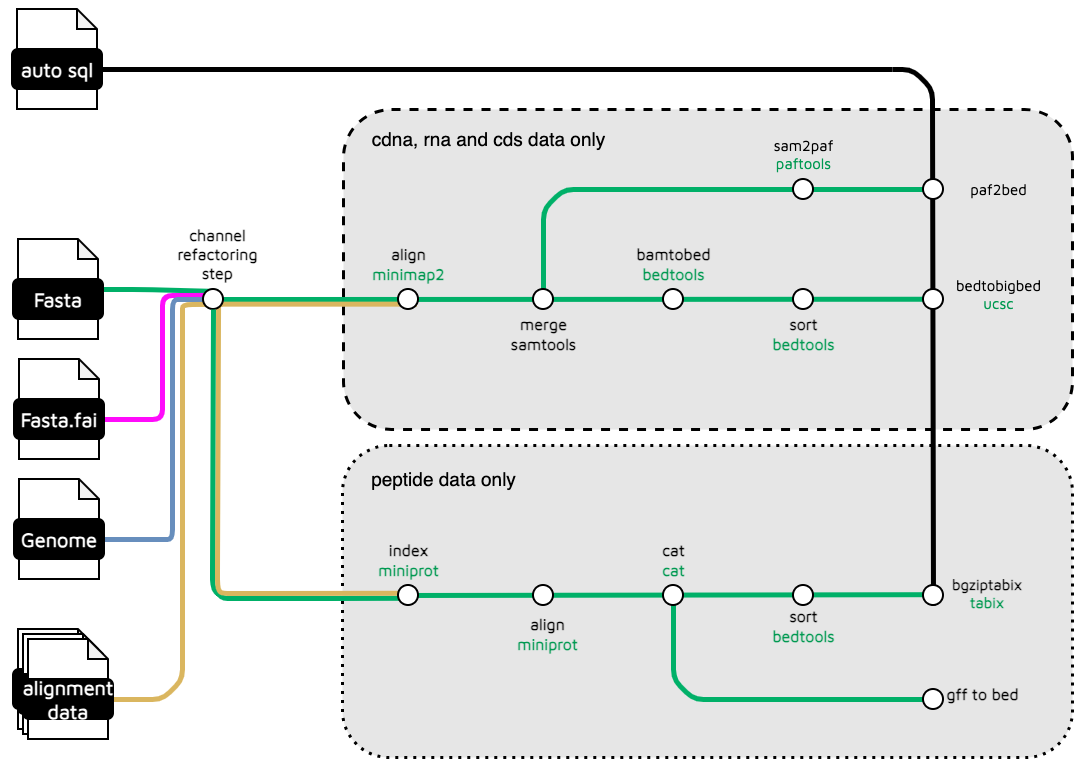 auto sql
cdna, rna and cds data only
sam2paf
paftools
paf2bed
channel
refactoring
step
align
minimap2
bamtobed
bedtools
bedtobigbed
ucsc
Fasta
merge
samtools
sort
bedtools
Fasta.fai
peptide data only
Genome
index
miniprot
cat
cat
bgziptabix
tabix
align
miniprot
sort
bedtools
alignment
data
gff to bed